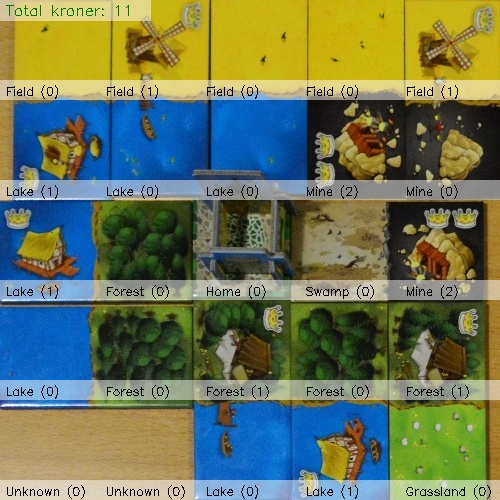 Total kroner: 11
Field (0) Field (1) Field (0) Field (0) Field (1)
Lake (1) Lake (0) Lake (0) Mine (2) Mine (0)
Lake (1) Forest (0) Home (0) Swamp (0) Mine (2)
Lake (0) Forest (0) Forest (1) Forest (0) Forest (1)
Unknown (0) Unknown (0) Lake (0) Lake (1) Grassland (0)